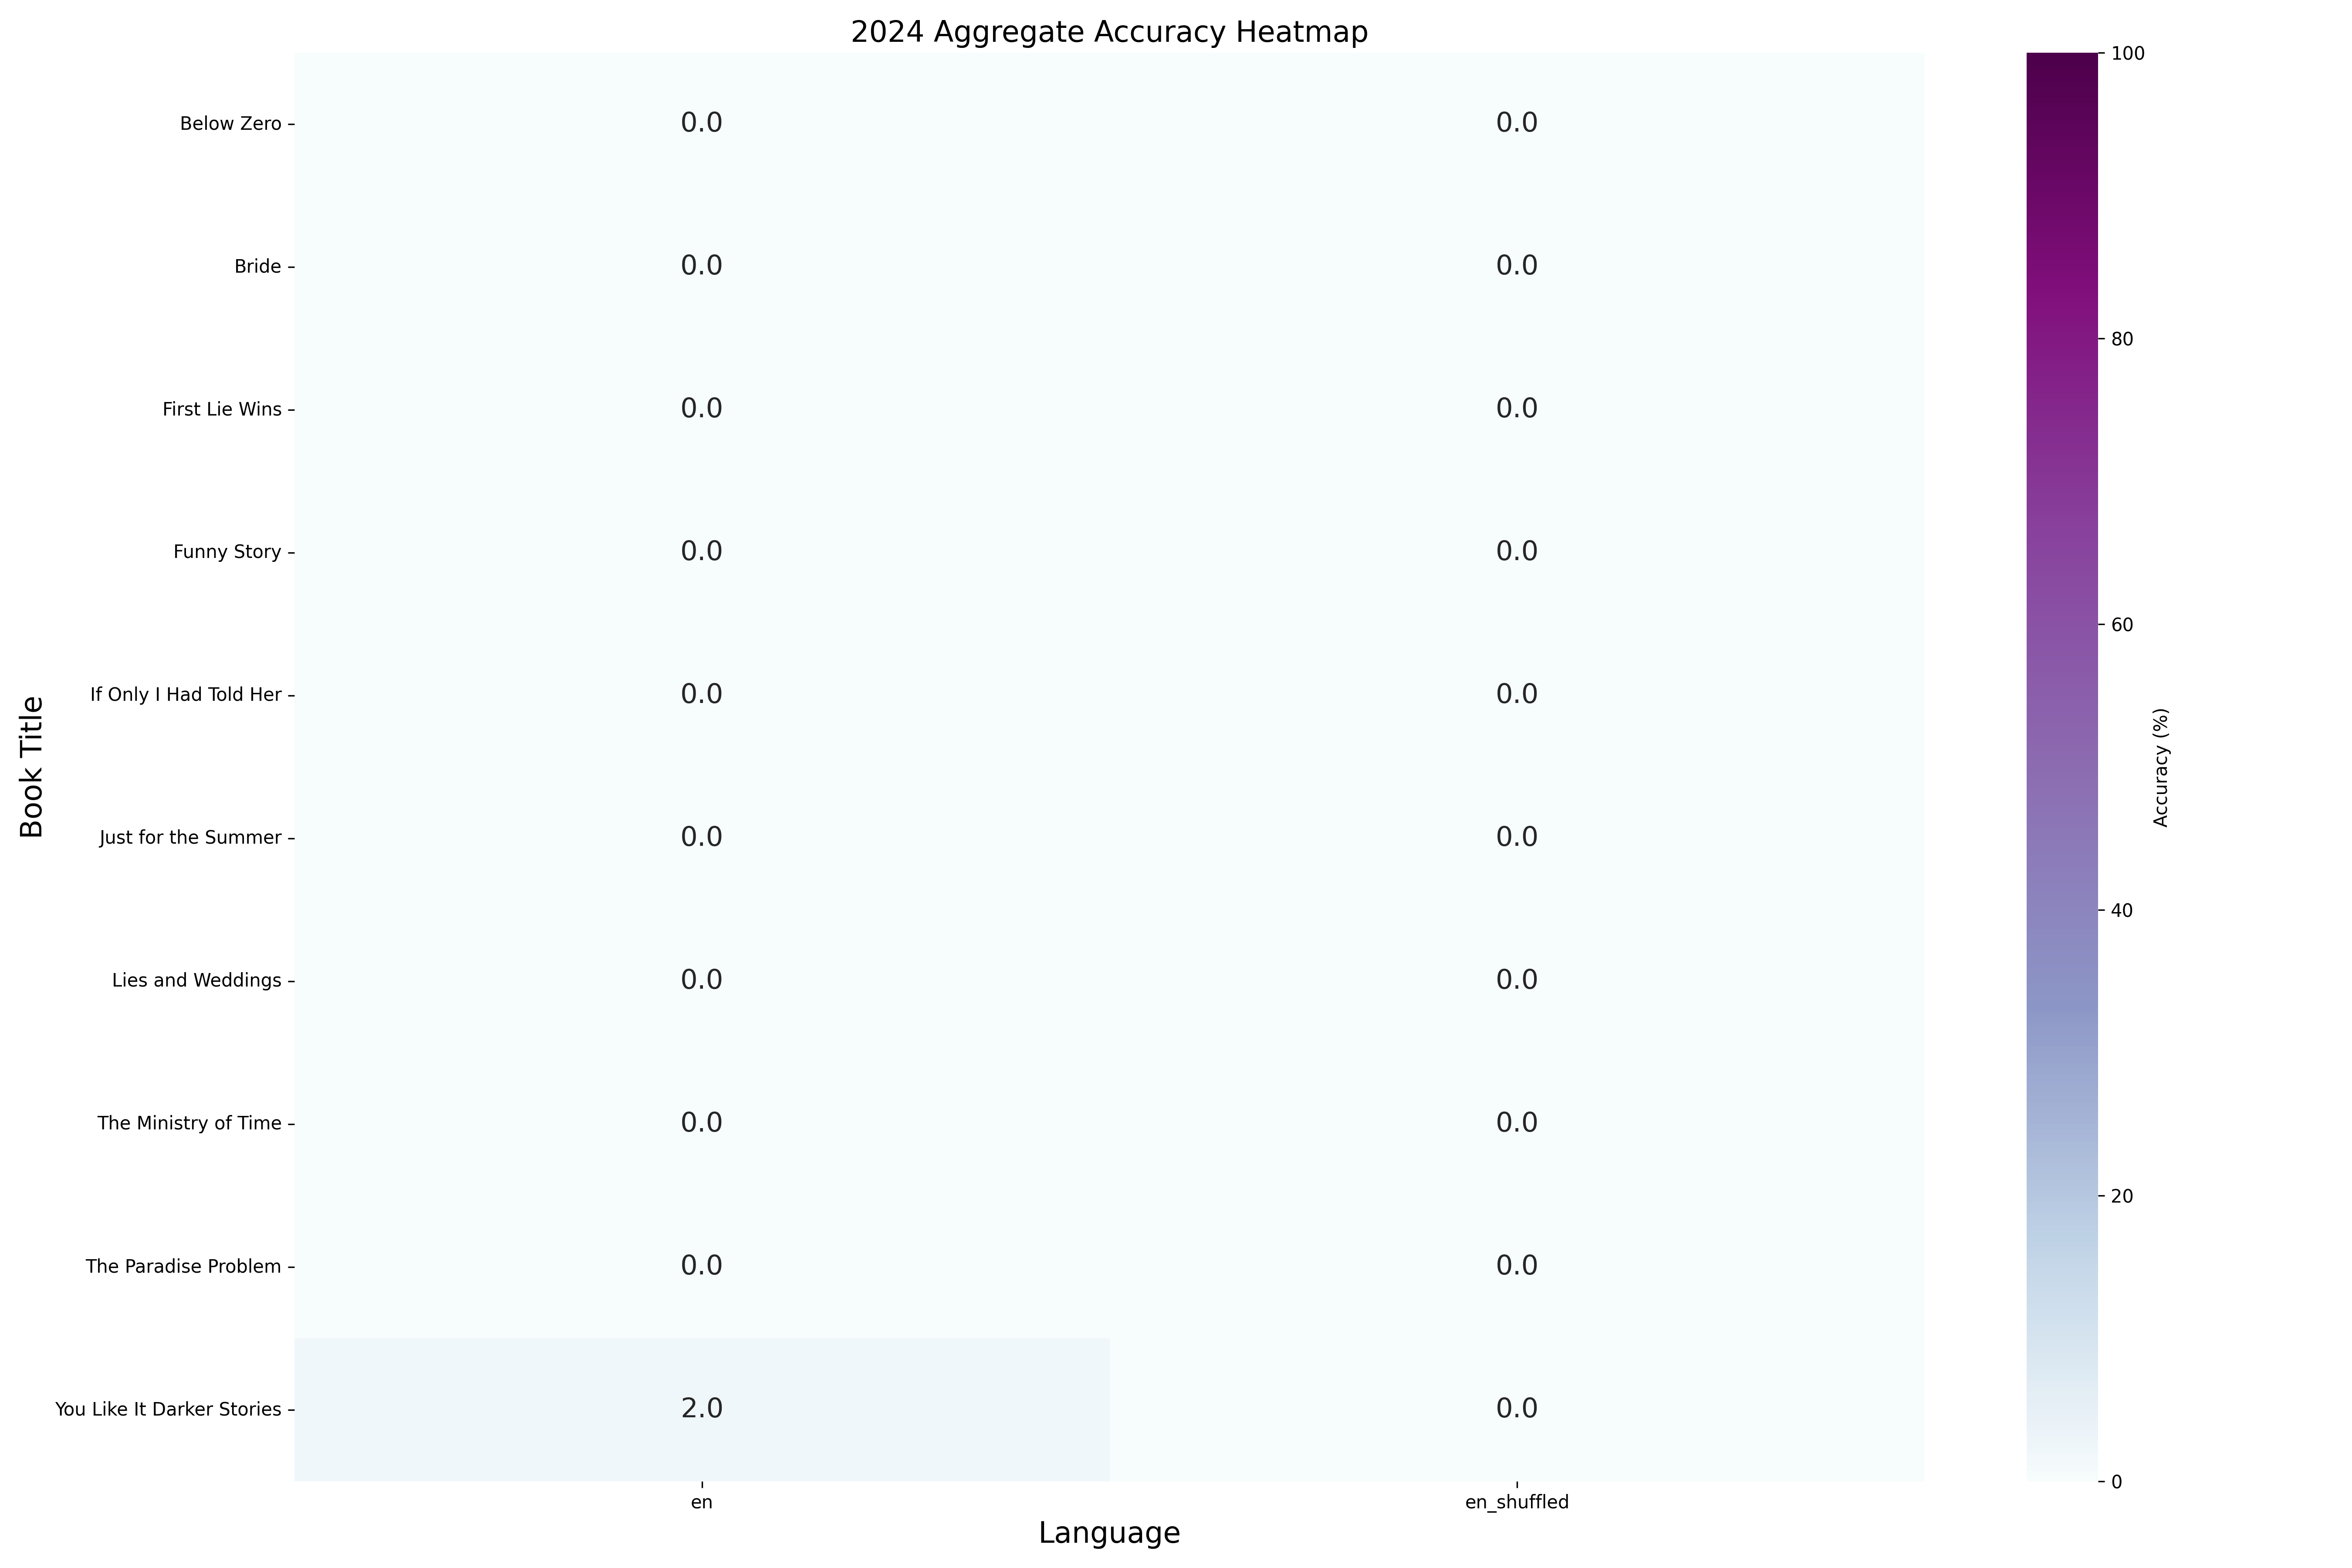 2024 Aggregate Accuracy Heatmap
Book Title
Below Zero 0.0 0.0
Bride 0.0 0.0
First Lie Wins 0.0 0.0
Funny Story 0.0 0.0
If Only I Had Told Her 0.0 0.0
Just for the Summer 0.0 0.0
Lies and Weddings 0.0 0.0
The Ministry of Time 0.0 0.0
The Paradise Problem 0.0 0.0
You Like It Darker Stories 2.0 0.0
en en_shuffled
Language
100
80
60
40
20
0
Accuracy (%)